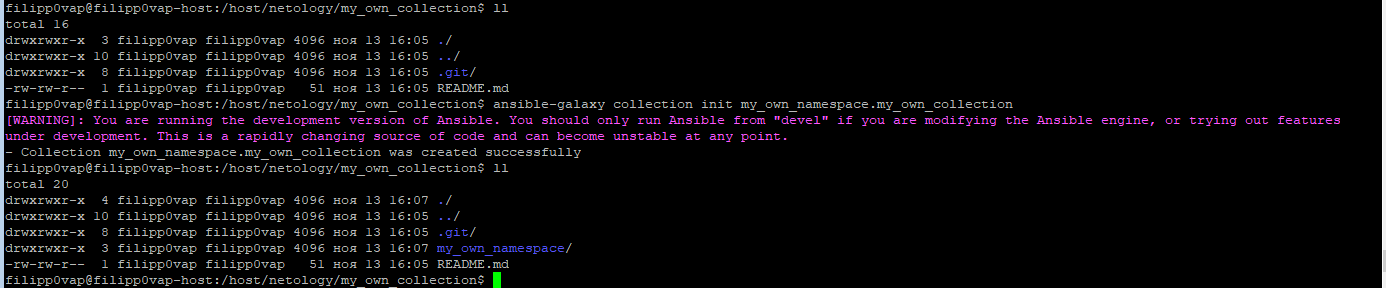 filipp0vap@filipp0vap-host:/host/netology/my_own_collection$ ll
total 16
drwxrwxr-x  3 filipp0vap filipp0vap 4096 ноя 13 16:05 ./
drwxrwxr-x 10 filipp0vap filipp0vap 4096 ноя 13 16:05 ../
drwxrwxr-x  8 filipp0vap filipp0vap 4096 ноя 13 16:05 .git/
-rw-rw-r--  1 filipp0vap filipp0vap   51 ноя 13 16:05 README.md
filipp0vap@filipp0vap-host:/host/netology/my_own_collection$ ansible-galaxy collection init my_own_namespace.my_own_collection
[WARNING]: You are running the development version of Ansible. You should only run Ansible from "devel" if you are modifying the Ansible engine, or trying out features
under development. This is a rapidly changing source of code and can become unstable at any point.
- Collection my_own_namespace.my_own_collection was created successfully
filipp0vap@filipp0vap-host:/host/netology/my_own_collection$ ll
total 20
drwxrwxr-x  4 filipp0vap filipp0vap 4096 ноя 13 16:07 ./
drwxrwxr-x 10 filipp0vap filipp0vap 4096 ноя 13 16:05 ../
drwxrwxr-x  8 filipp0vap filipp0vap 4096 ноя 13 16:05 .git/
drwxrwxr-x  3 filipp0vap filipp0vap 4096 ноя 13 16:07 my_own_namespace/
-rw-rw-r--  1 filipp0vap filipp0vap   51 ноя 13 16:05 README.md
filipp0vap@filipp0vap-host:/host/netology/my_own_collection$